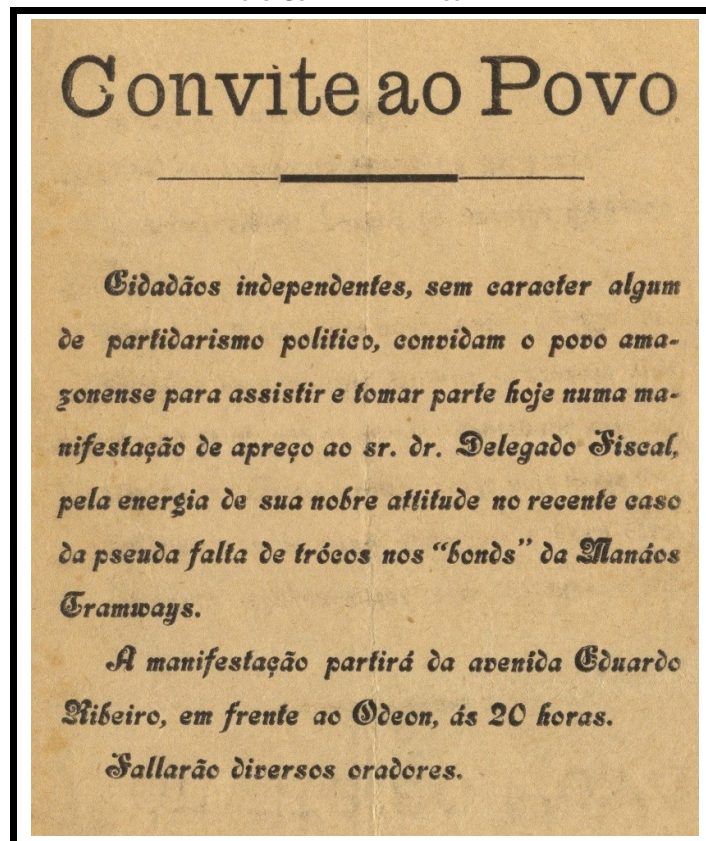 Convite ao Povo
Cidadãos independentes, sem caracter algum
de partidarismo politico, convidam o povo ama-
zonense para assistir e tomar parte hoje numa ma-
nifestação de apreço ao sr. dr. Delegado Fiscal,
pela energia de sua nobre attitude no recente caso
da pseuda falta de trócos nos “bonds” da Manáos
Tramways.
A manifestação partirá da avenida Eduardo
Ribeiro, em frente ao Odeon, ás 20 horas.
Fallarão diversos oradores.